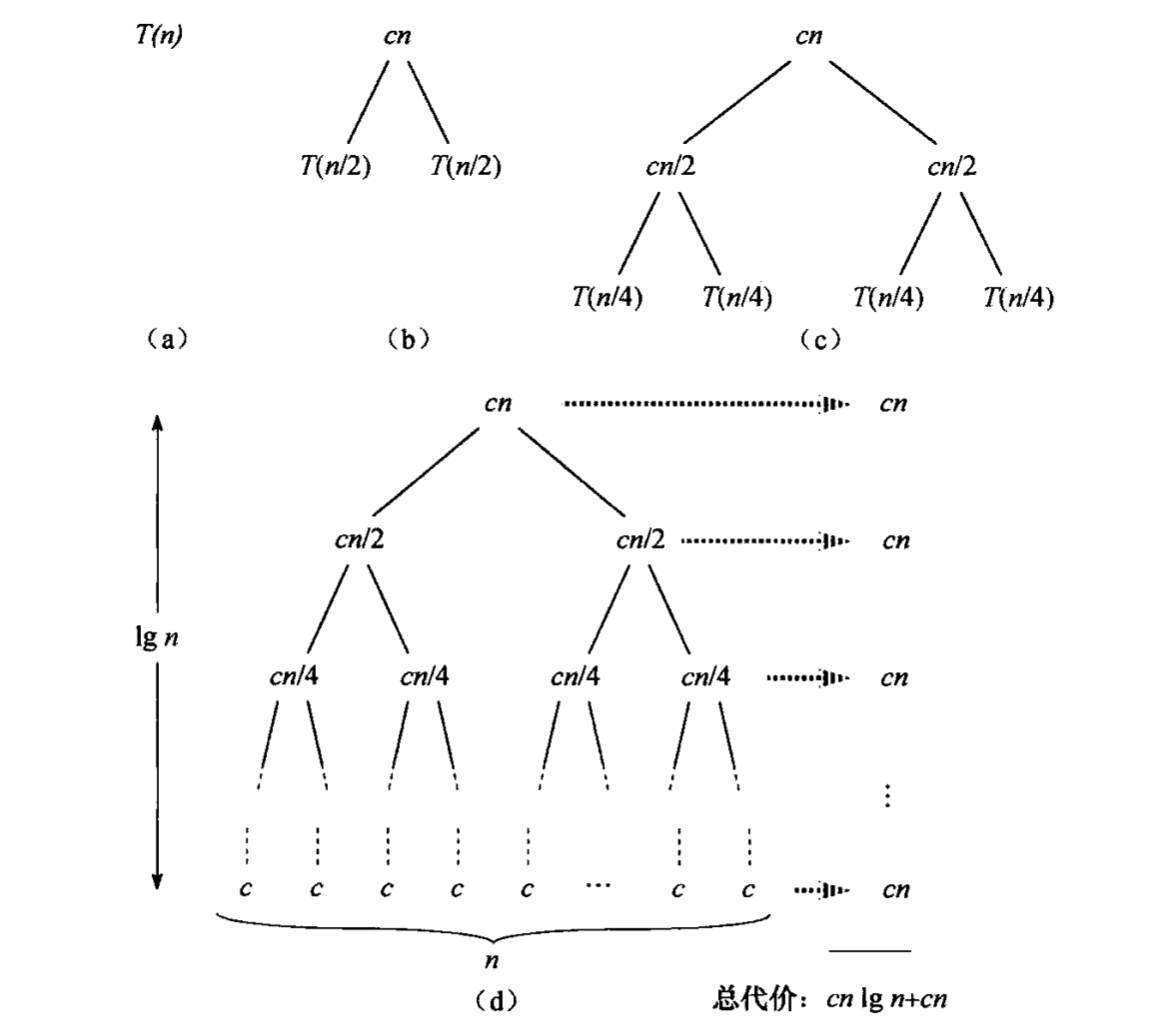 T(n) cn cn
T(n/2) T(n/2) cn/2 cn/2
T(n/4) T(n/4) T(n/4) T(n/4)
（a） （b） （c）
cn cn
cn/2 cn/2 cn
lg n
cn/4 cn/4 cn/4 cn/4 cn
⋮
c c c c c ⋯ c c cn
n
（d） 总代价：cn lg n+cn